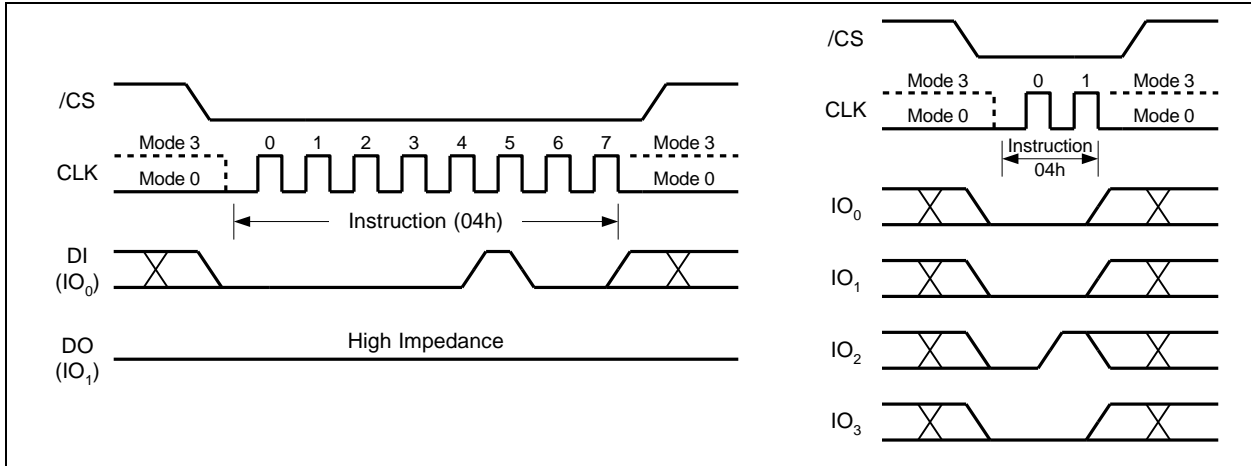 /CS
Mode 3 0 1 2 3 4 5 6 7 Mode 3
CLK
Mode 0 Mode 0
Instruction (04h)
DI
(IO0)
High Impedance
DO
(IO1)
/CS
Mode 3 0 1 Mode 3
CLK
Mode 0 Mode 0
Instruction
04h
IO0
IO1
IO2
IO3